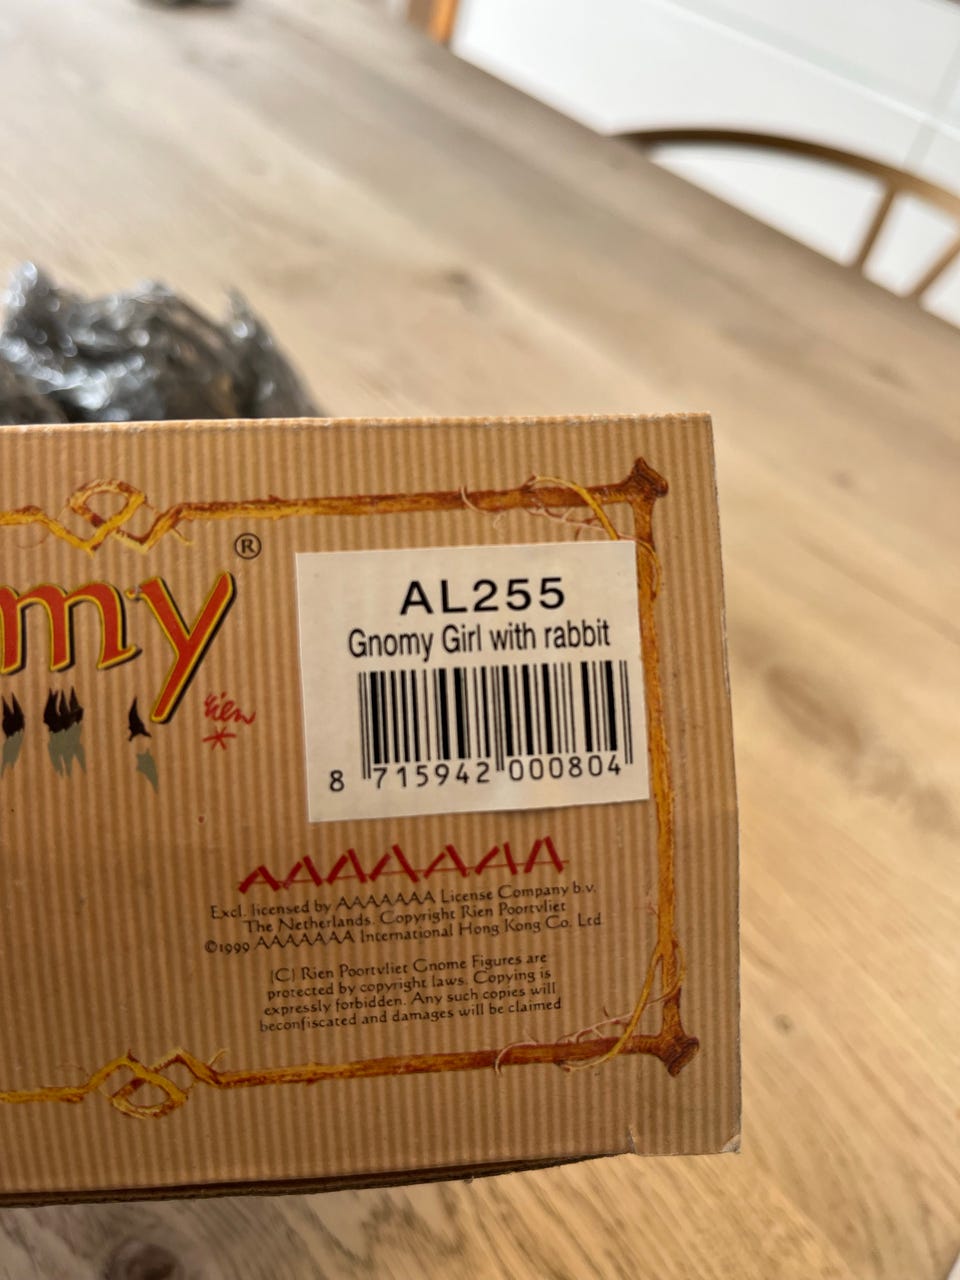 my®
Rien
AL255
Gnomy Girl with rabbit
8 715942 000804
AAAAAAA
Excl. licensed by AAAAAAA License Company b.v.
The Netherlands. Copyright Rien Poortvliet
©1999 AAAAAAA International Hong Kong Co. Ltd.
(C) Rien Poortvliet Gnome Figures are
protected by copyright laws. Copying is
expressly forbidden. Any such copies will
beconfiscated and damages will be claimed